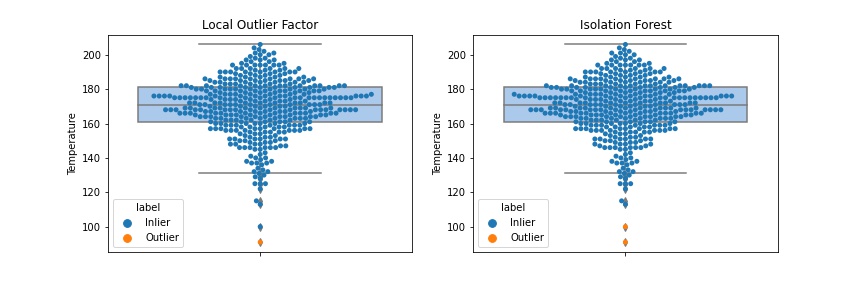 Local Outlier Factor
200
180
160
140
120
100
Temperature
label
Inlier
Outlier
Isolation Forest
200
180
160
140
120
100
Temperature
label
Inlier
Outlier